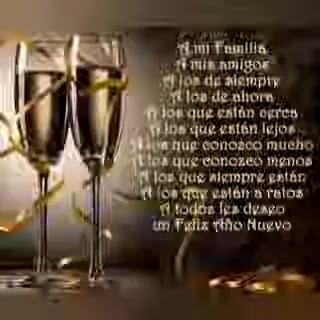 A mi Familia
A mis amigos
A los de siempre
A los de ahora
A los que están cerca
A los que están lejos
A los que conozco mucho
A los que conozco menos
A los que siempre están
A los que están a ratos
A todos les deseo
un Feliz Año Nuevo